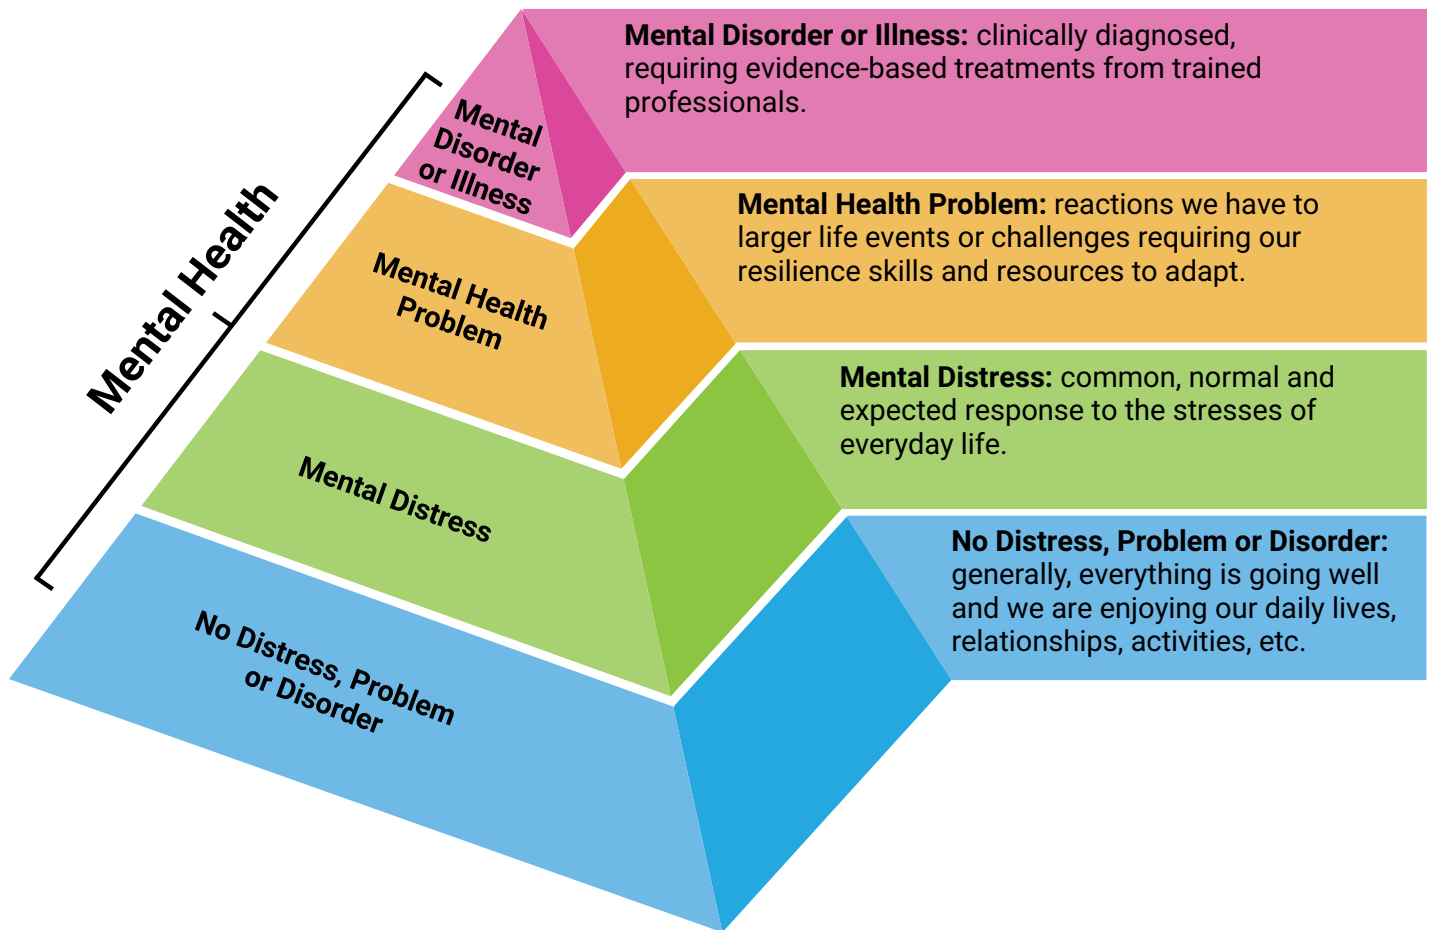 Mental Health
Mental
Disorder
or Illness
Mental Health
Problem
Mental Distress
No Distress, Problem
or Disorder
Mental Disorder or Illness: clinically diagnosed,
requiring evidence-based treatments from trained
professionals.
Mental Health Problem: reactions we have to
larger life events or challenges requiring our
resilience skills and resources to adapt.
Mental Distress: common, normal and
expected response to the stresses of
everyday life.
No Distress, Problem or Disorder:
generally, everything is going well
and we are enjoying our daily lives,
relationships, activities, etc.